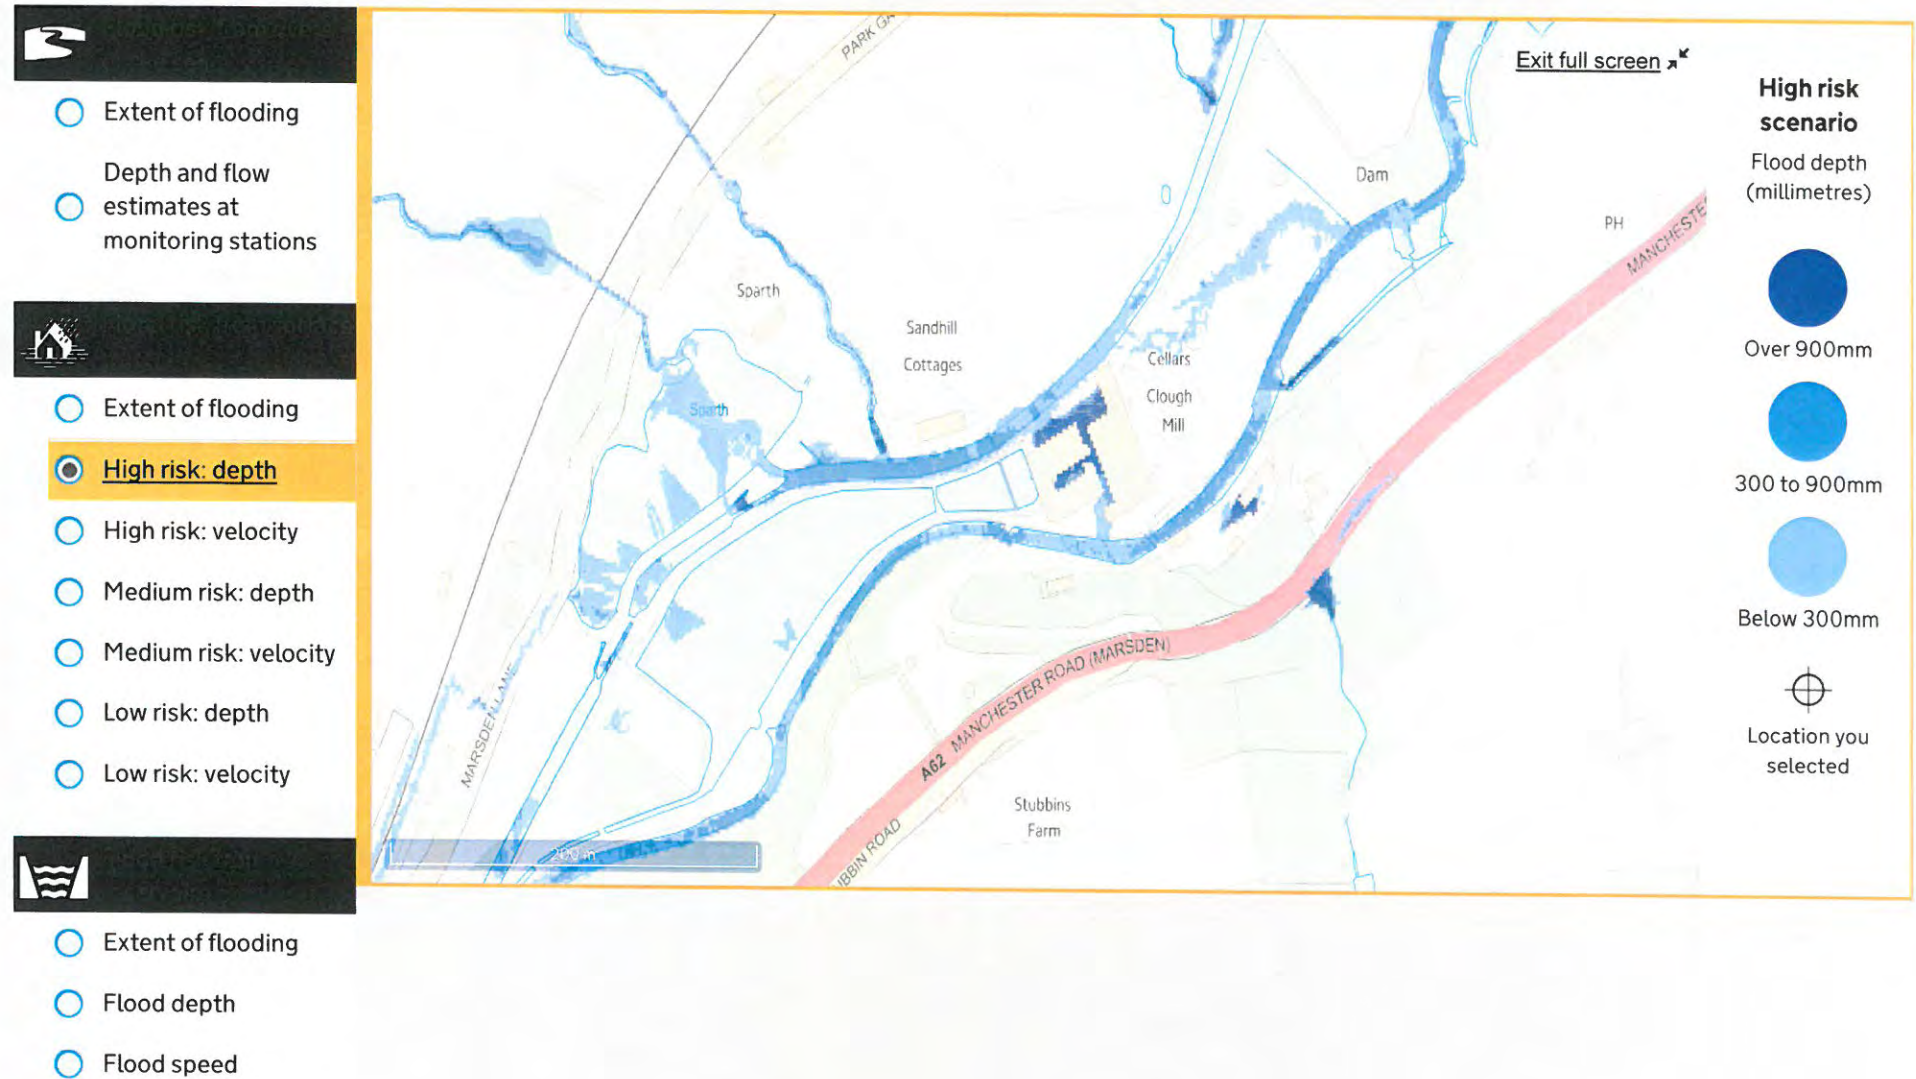 Extent of flooding
Depth and flow
estimates at
monitoring stations
Extent of flooding
High risk: depth
High risk: velocity
Medium risk: depth
Medium risk: velocity
Low risk: depth
Low risk: velocity
Extent of flooding
Flood depth
Flood speed
PARK
Exit full screen
Dam
PH
MANCHESTE
Sparth
Sandhill
Cottages
Cellars
Clough
Mill
Sparth
MARSDEN LANE
A62 MANCHESTER ROAD (MARSDEN)
Stubbins
Farm
IBBIN ROAD
200 m
High risk
scenario
Flood depth
(millimetres)
Over 900mm
300 to 900mm
Below 300mm
Location you
selected